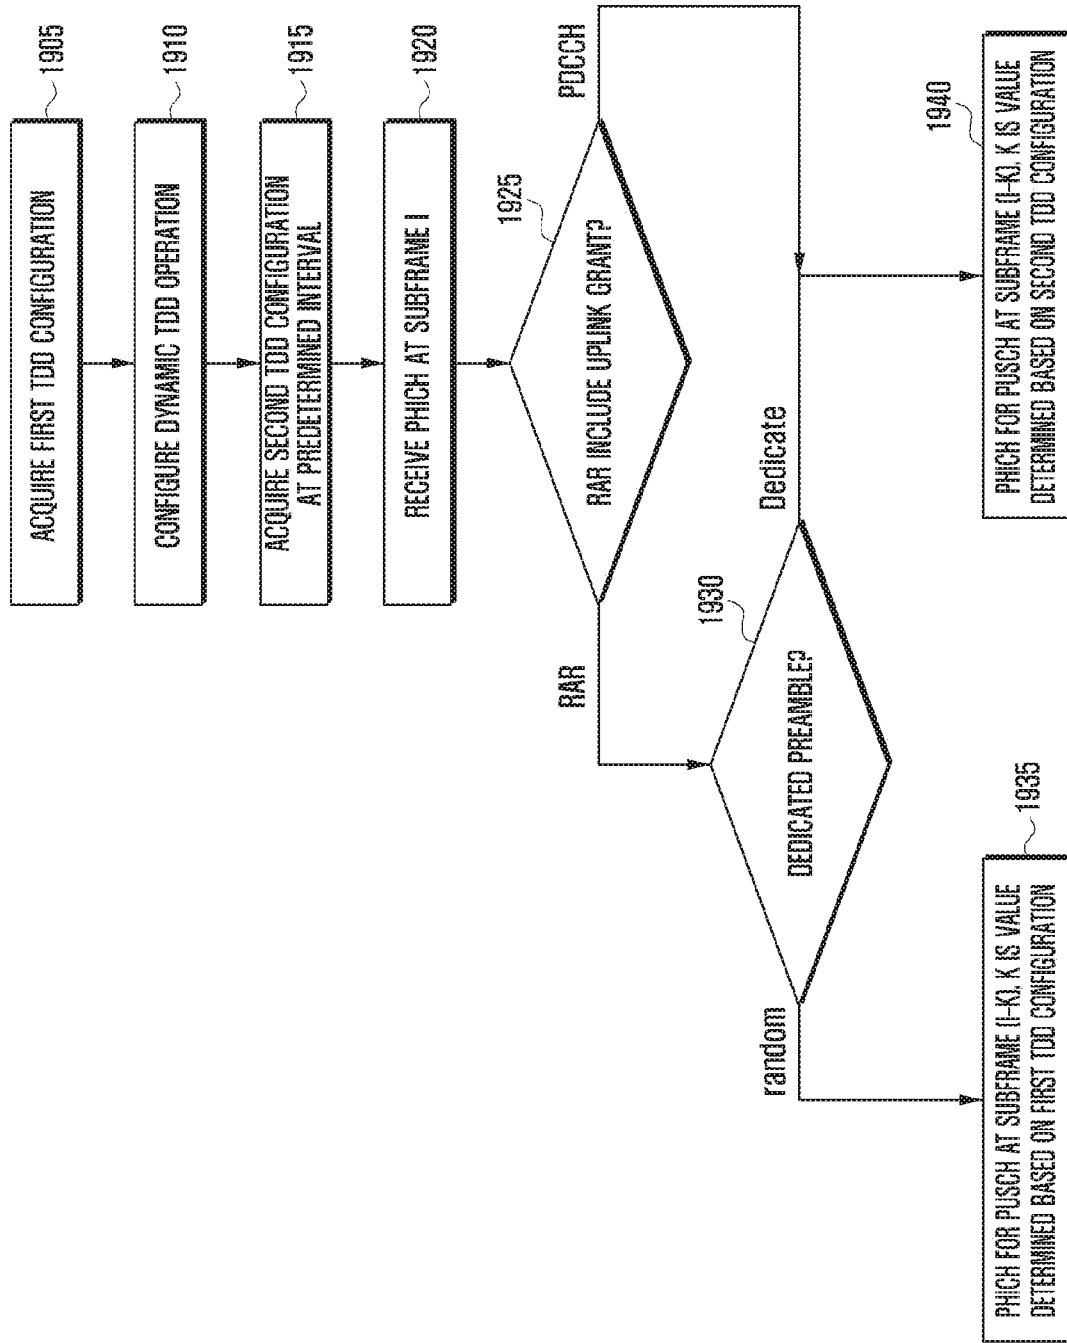 ACQUIRE FIRST TDD CONFIGURATION
1905
CONFIGURE DYNAMIC TDD OPERATION
1910
ACQUIRE SECOND TDD CONFIGURATION
AT PREDETERMINED INTERVAL
1915
RECEIVE PHICH AT SUBFRAME I
1920
RAR INCLUDE UPLINK GRANT?
1925
RAR
PDCCH
DEDICATED PREAMBLE?
1930
random
Dedicate
PHICH FOR PUSCH AT SUBFRAME (I-K), K IS VALUE
DETERMINED BASED ON FIRST TDD CONFIGURATION
1935
PHICH FOR PUSCH AT SUBFRAME (I-K), K IS VALUE
DETERMINED BASED ON SECOND TDD CONFIGURATION
1940